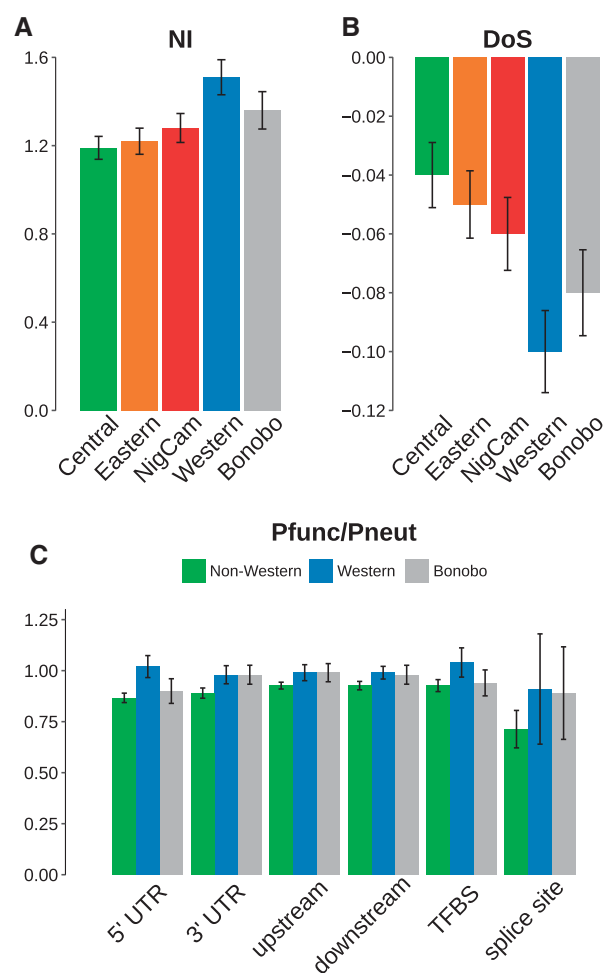 A
NI
1.6
1.2
0.8
0.4
0.0
Central
Eastern
NigCam
Western
Bonobo
B
DoS
0.00
−0.02
−0.04
−0.06
−0.08
−0.10
−0.12
Central
Eastern
NigCam
Western
Bonobo
C
Pfunc/Pneut
Non-Western Western Bonobo
1.25
1.00
0.75
0.50
0.25
0.00
5' UTR
3' UTR
upstream
downstream
TFBS
splice site